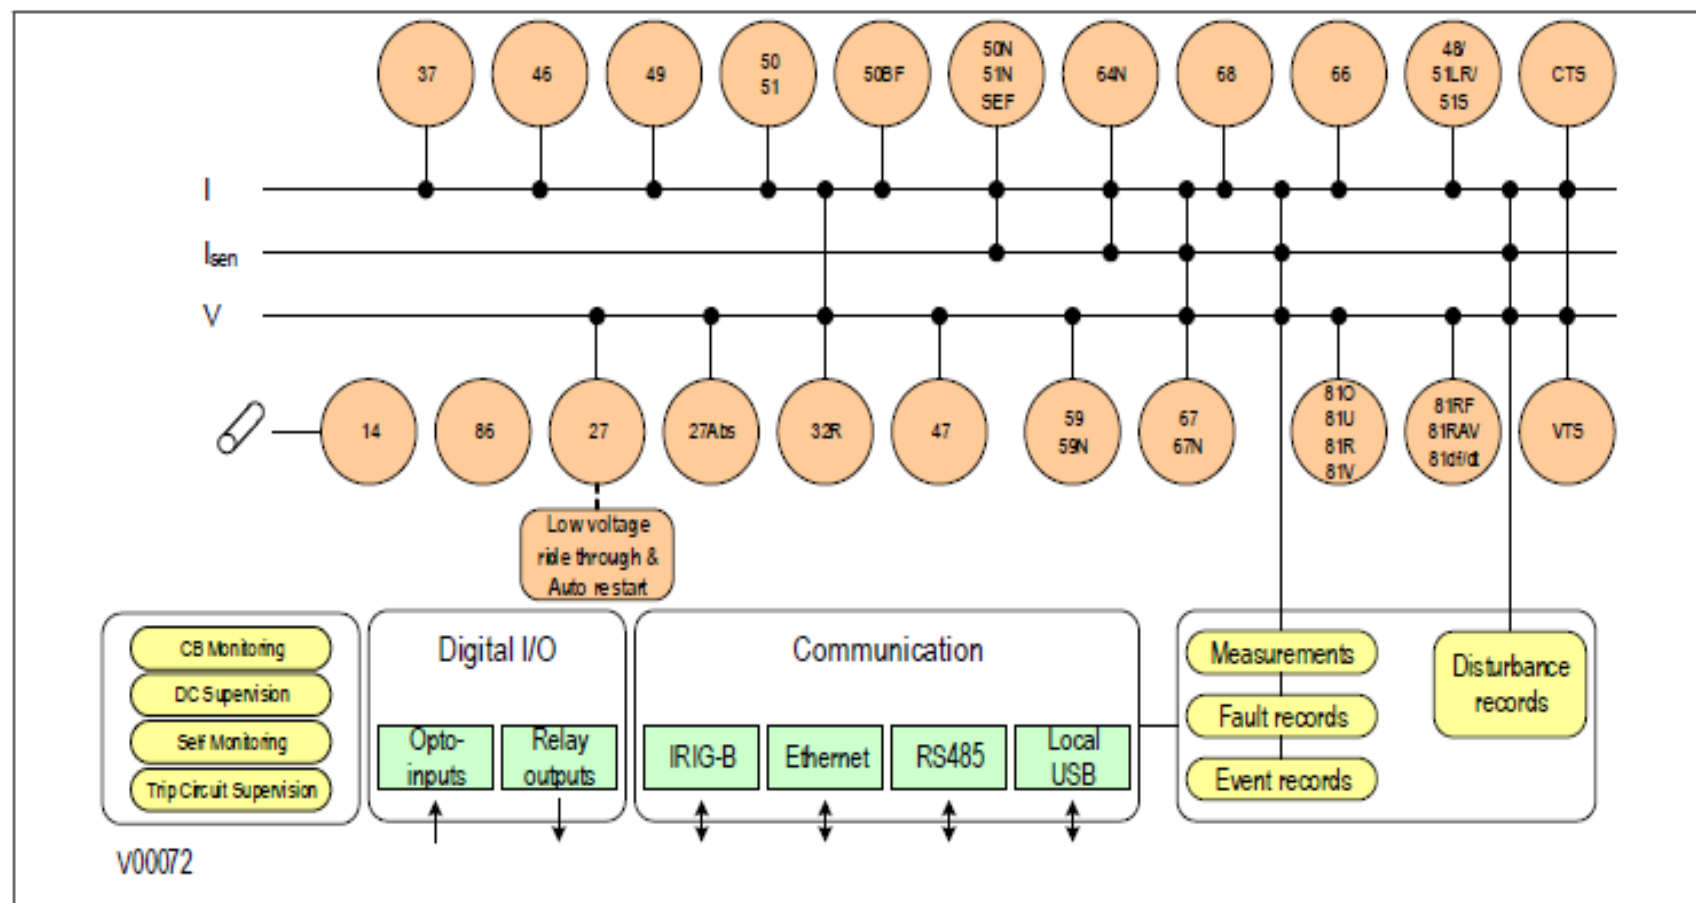 37
46
49
50
51
50BF
50N
51N
SEF
64N
68
66
48/
51LR/
51S
CTS
I
Isen
V
14
86
27
27Abs
32R
47
59
59N
67
67N
81O
81U
81R
81V
81RF
81RAV
81df/dt
VTS
Low voltage
ride through &
Auto restart
CB Monitoring
DC Supervision
Self Monitoring
Trip Circuit Supervision
Digital I/O
Opto-
inputs
Relay
outputs
Communication
IRIG-B
Ethernet
RS485
Local
USB
Measurements
Fault records
Event records
Disturbance
records
V00072